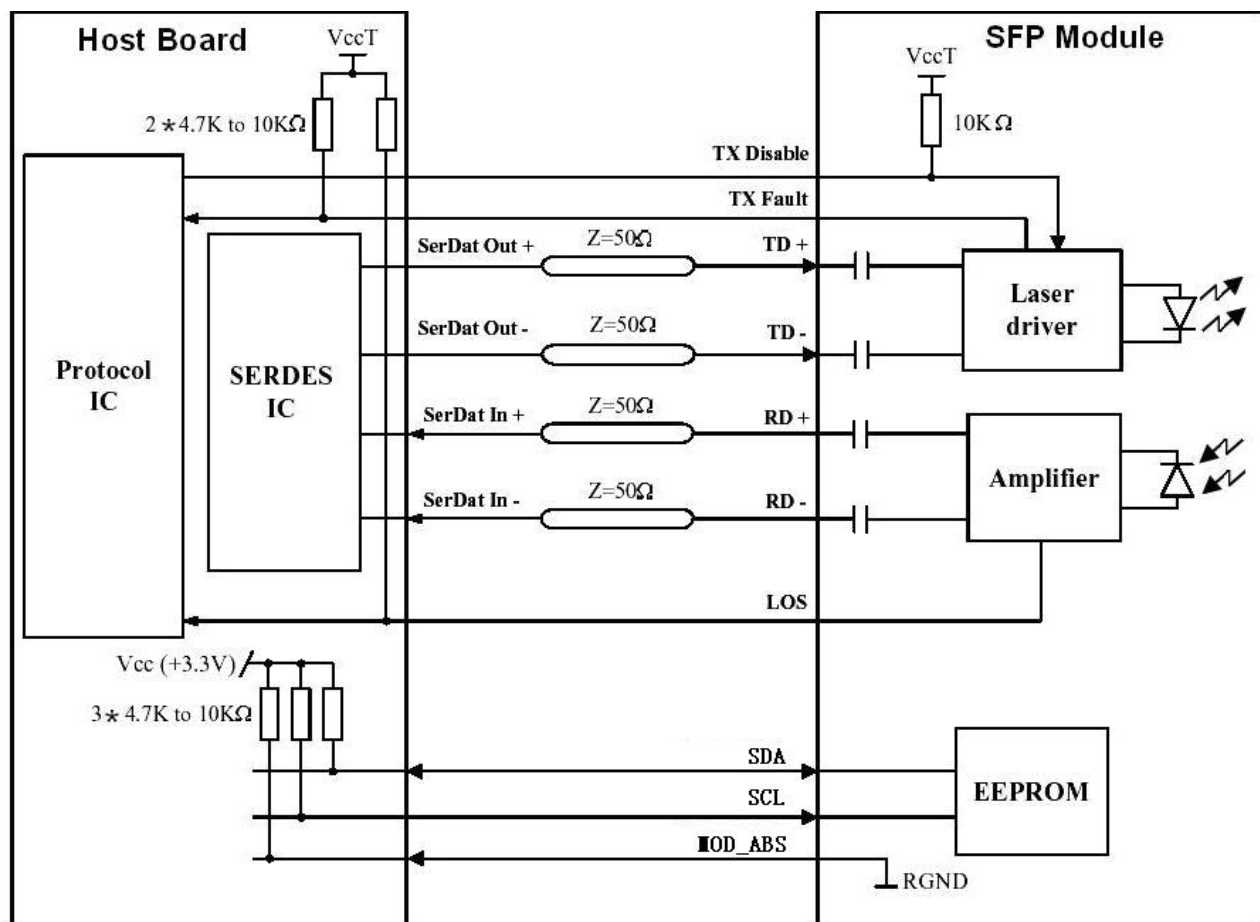 Host Board
SFP Module
VccT
VccT
2*4.7K to 10KΩ
10KΩ
TX Disable
TX Fault
SerDat Out +
Z=50Ω
TD +
Laser
driver
SerDat Out -
Z=50Ω
TD -
Protocol
IC
SERDES
IC
SerDat In +
Z=50Ω
RD +
Amplifier
SerDat In -
Z=50Ω
RD -
LOS
Vcc (+3.3V)
3*4.7K to 10KΩ
SDA
SCL
EEPROM
MOD_ABS
RGND